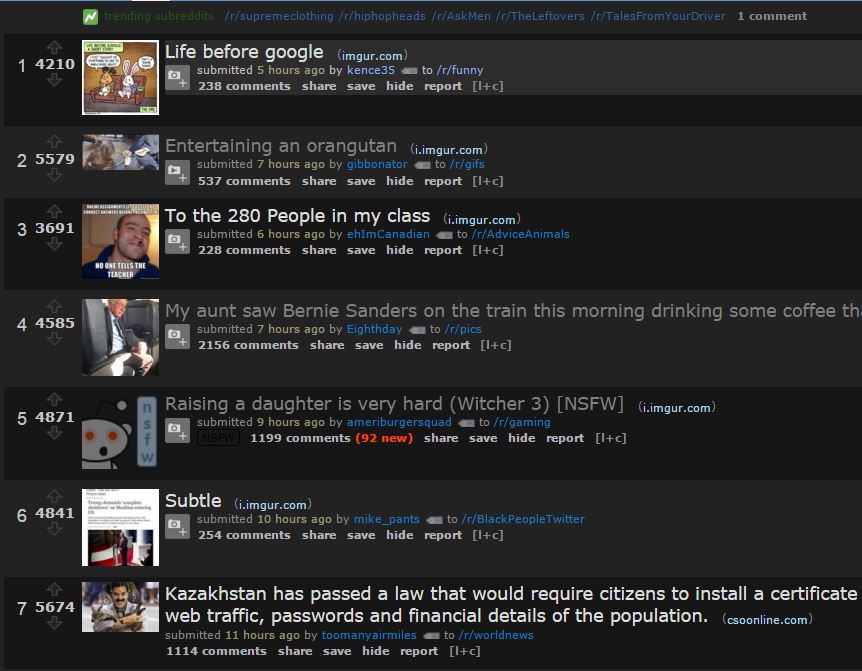 trending subreddits /r/supremeclothing /r/hiphopheads /r/AskMen /r/TheLeftovers /r/TalesFromYourDriver 1 comment
1 4210 Life before google (imgur.com)
submitted 5 hours ago by kence35 to /r/funny
238 comments share save hide report [l+c]
2 5579 Entertaining an orangutan (i.imgur.com)
submitted 7 hours ago by gibbonator to /r/gifs
537 comments share save hide report [l+c]
NO ONE TELLS THE
TEACHER
3 3691 To the 280 People in my class (i.imgur.com)
submitted 6 hours ago by ehImCanadian to /r/AdviceAnimals
228 comments share save hide report [l+c]
4 4585 My aunt saw Bernie Sanders on the train this morning drinking some coffee tha
submitted 7 hours ago by Eighthday to /r/pics
2156 comments share save hide report [l+c]
nsfw
5 4871 Raising a daughter is very hard (Witcher 3) [NSFW] (i.imgur.com)
submitted 9 hours ago by ameriburgersquad to /r/gaming
NSFW 1199 comments (92 new) share save hide report [l+c]
Trump demands 'complete
shutdown' on Muslims entering
US
6 4841 Subtle (i.imgur.com)
submitted 10 hours ago by mike_pants to /r/BlackPeopleTwitter
254 comments share save hide report [l+c]
7 5674 Kazakhstan has passed a law that would require citizens to install a certificate
web traffic, passwords and financial details of the population. (csoonline.com)
submitted 11 hours ago by toomanyairmiles to /r/worldnews
1114 comments share save hide report [l+c]